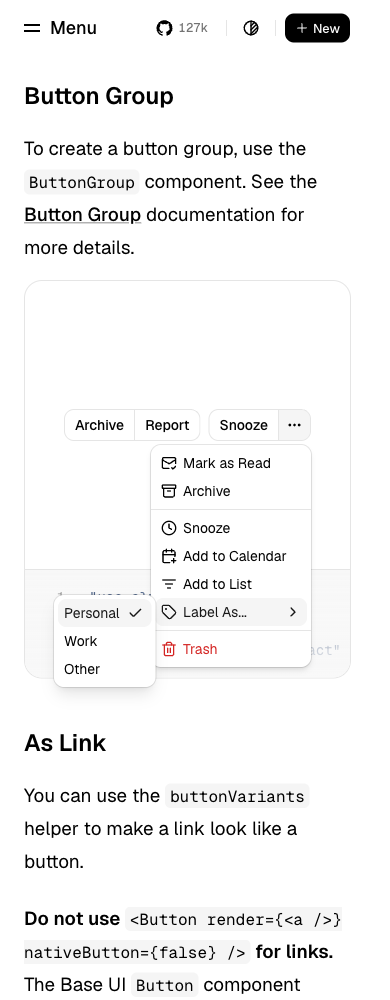 Menu
127k
New
Button Group
To create a button group, use the
ButtonGroup component. See the
Button Group documentation for
more details.
Archive
Report
Snooze
Mark as Read
Archive
Snooze
Add to Calendar
Add to List
Label As...
Trash
Personal
Work
Other
act"
As Link
You can use the buttonVariants
helper to make a link look like a
button.
Do not use <Button render={<a />}
nativeButton={false} /> for links.
The Base UI Button component